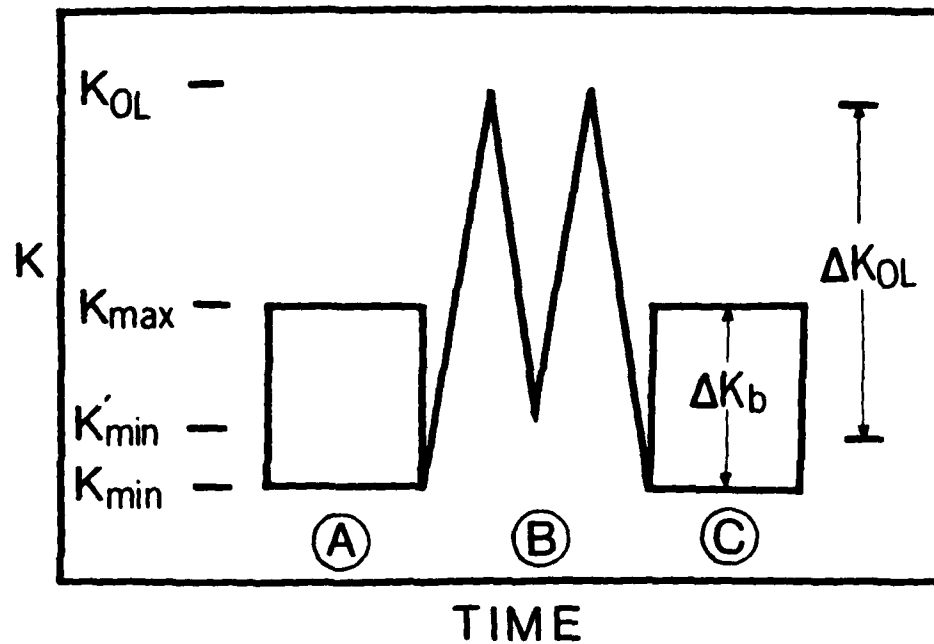 K_OL
K
K_max
K'_min
K_min
ΔK_OL
ΔK_b
A
B
C
TIME